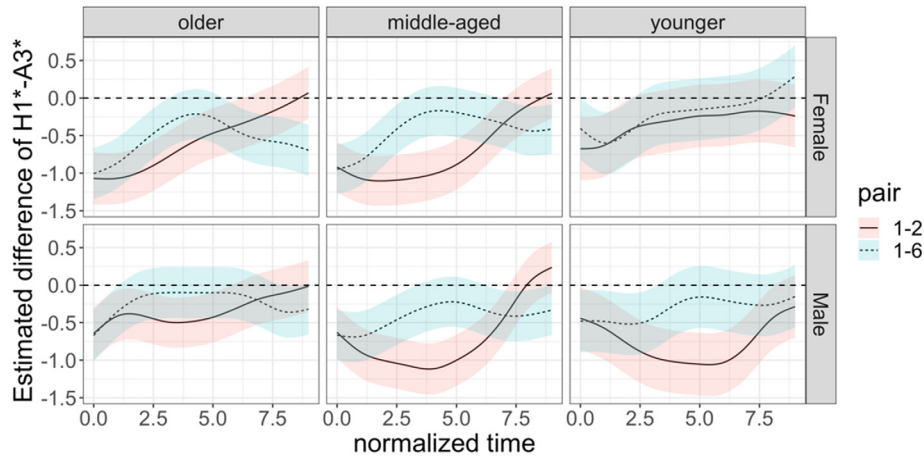 older middle-aged younger
Estimated difference of H1*-A3*
0.5
0.0
-0.5
-1.0
-1.5
Female
0.5
0.0
-0.5
-1.0
-1.5
Male
pair
1-2
1-6
0.0 2.5 5.0 7.5 0.0 2.5 5.0 7.5 0.0 2.5 5.0 7.5
normalized time